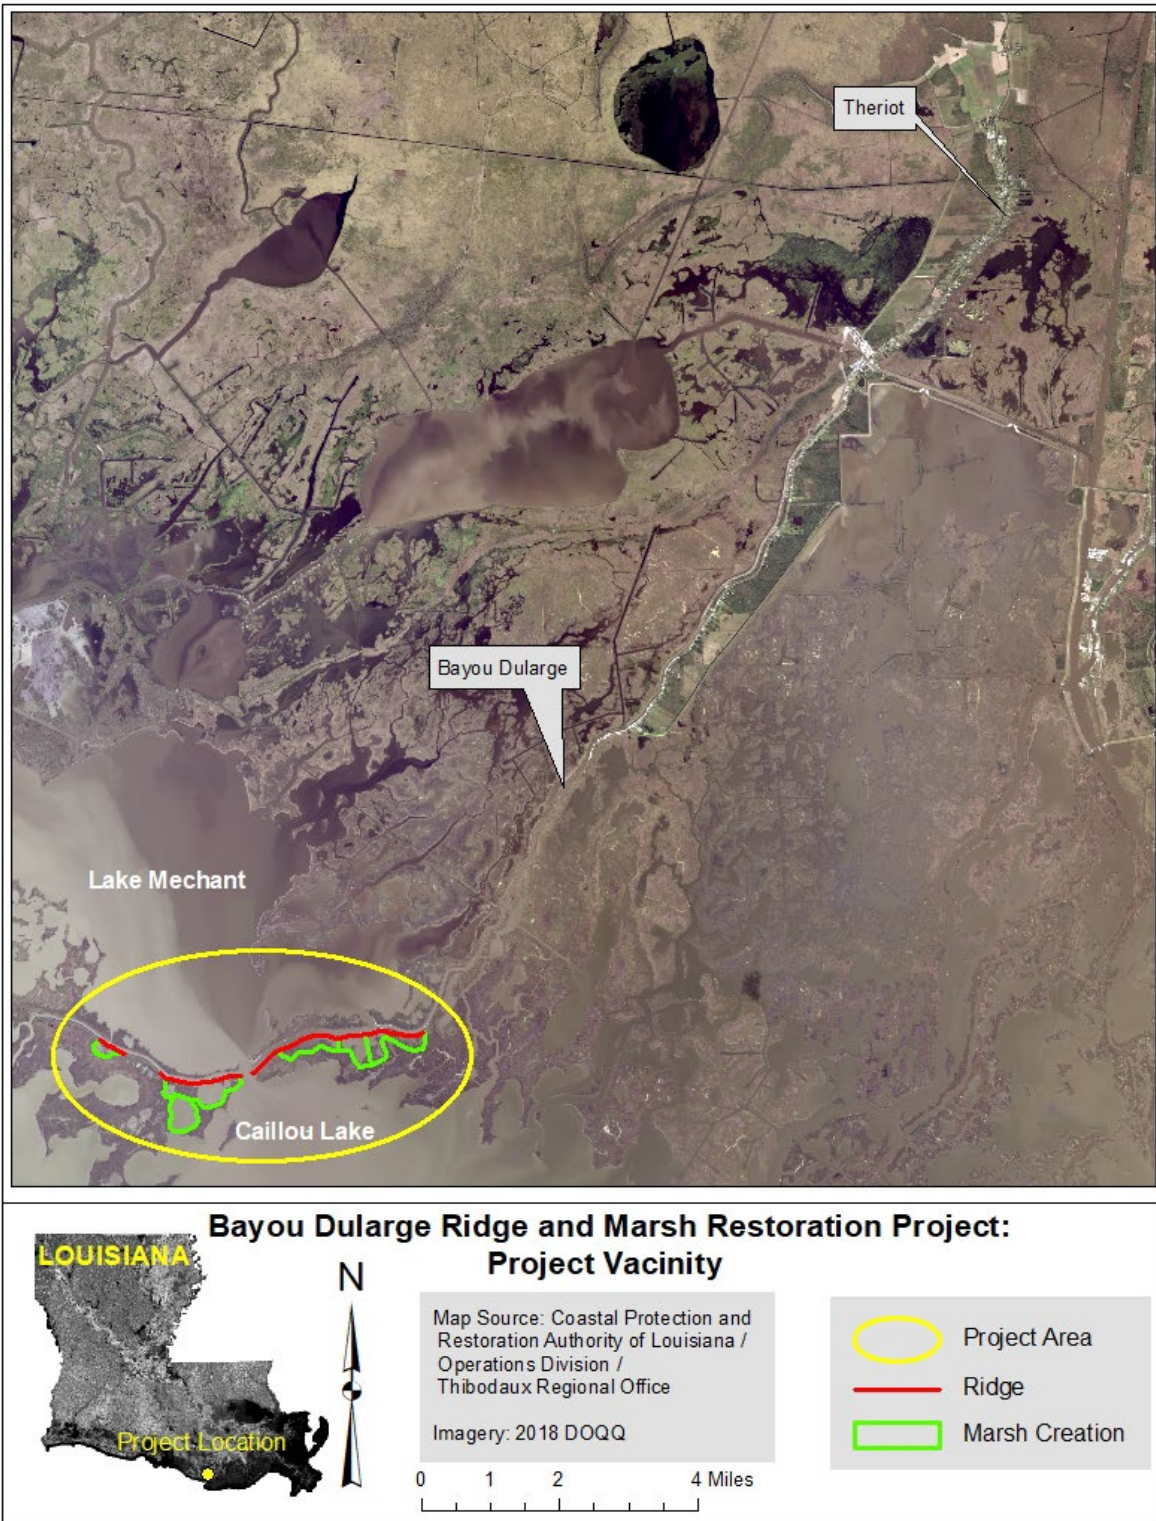 Theriot
Bayou Dularge
Lake Mechant
Caillou Lake
Bayou Dularge Ridge and Marsh Restoration Project:
Project Vacinity
LOUISIANA
Project Location
N
Map Source: Coastal Protection and
Restoration Authority of Louisiana /
Operations Division /
Thibodaux Regional Office
Imagery: 2018 DOQQ
0 1 2 4 Miles
Project Area
Ridge
Marsh Creation